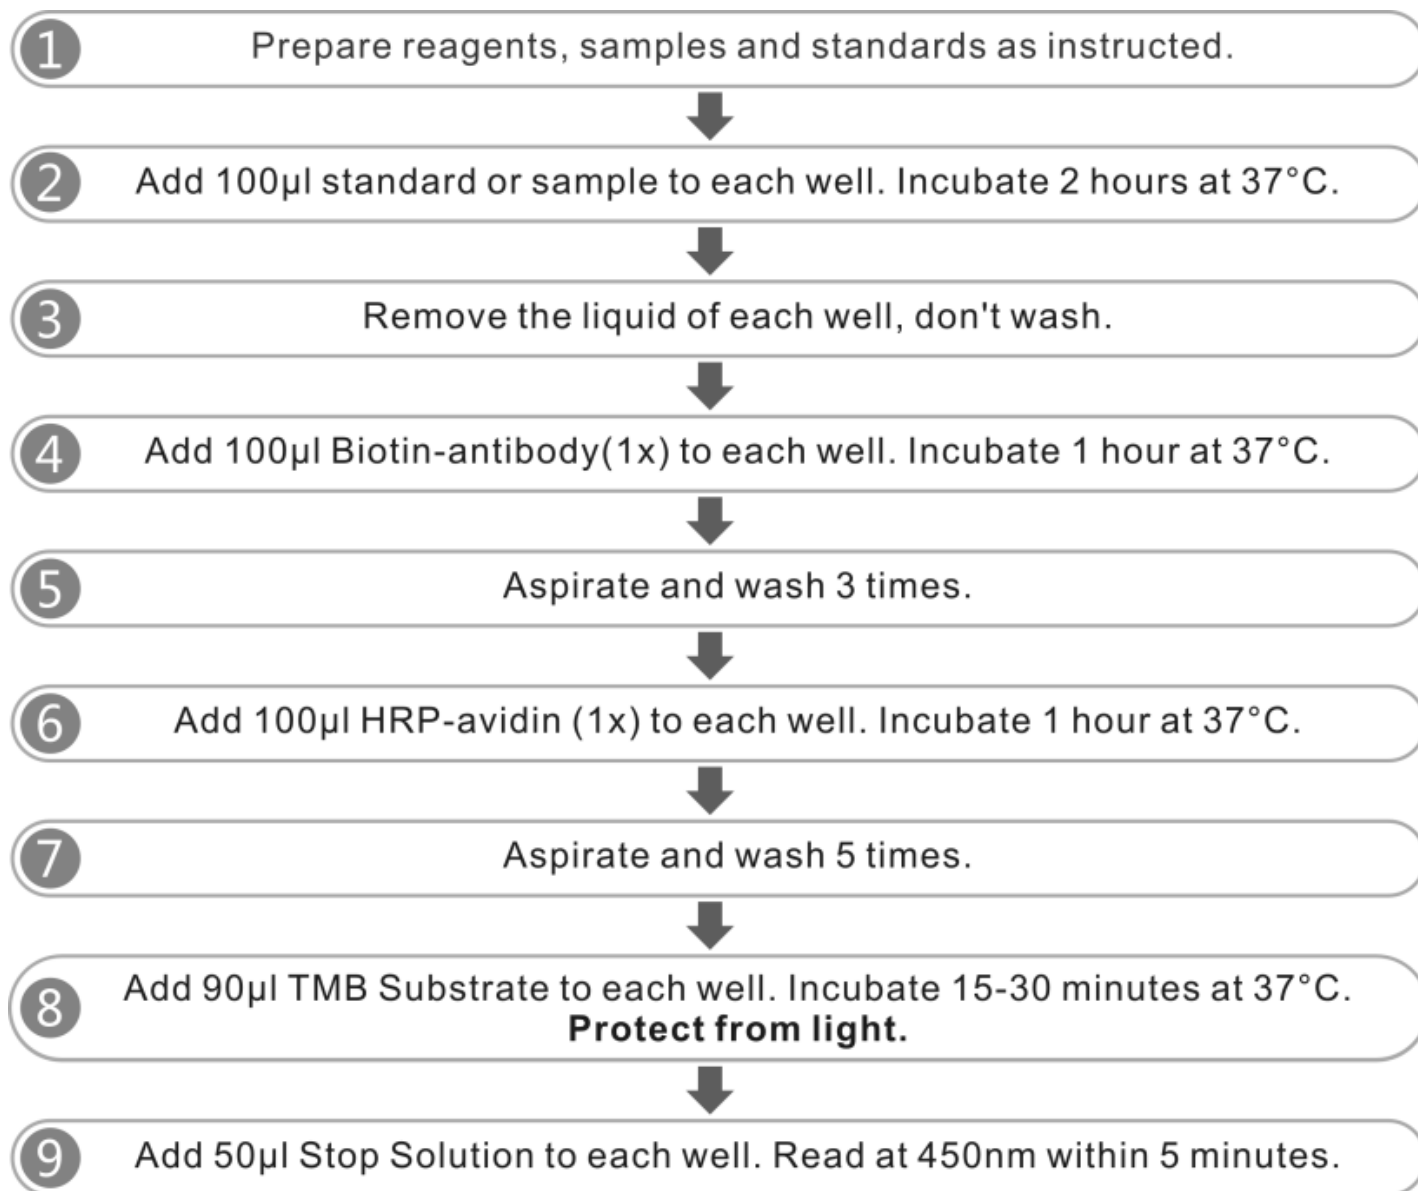 1 Prepare reagents, samples and standards as instructed.
2 Add 100μl standard or sample to each well. Incubate 2 hours at 37°C.
3 Remove the liquid of each well, don't wash.
4 Add 100μl Biotin-antibody(1x) to each well. Incubate 1 hour at 37°C.
5 Aspirate and wash 3 times.
6 Add 100μl HRP-avidin (1x) to each well. Incubate 1 hour at 37°C.
7 Aspirate and wash 5 times.
8 Add 90μl TMB Substrate to each well. Incubate 15-30 minutes at 37°C.
Protect from light.
9 Add 50μl Stop Solution to each well. Read at 450nm within 5 minutes.